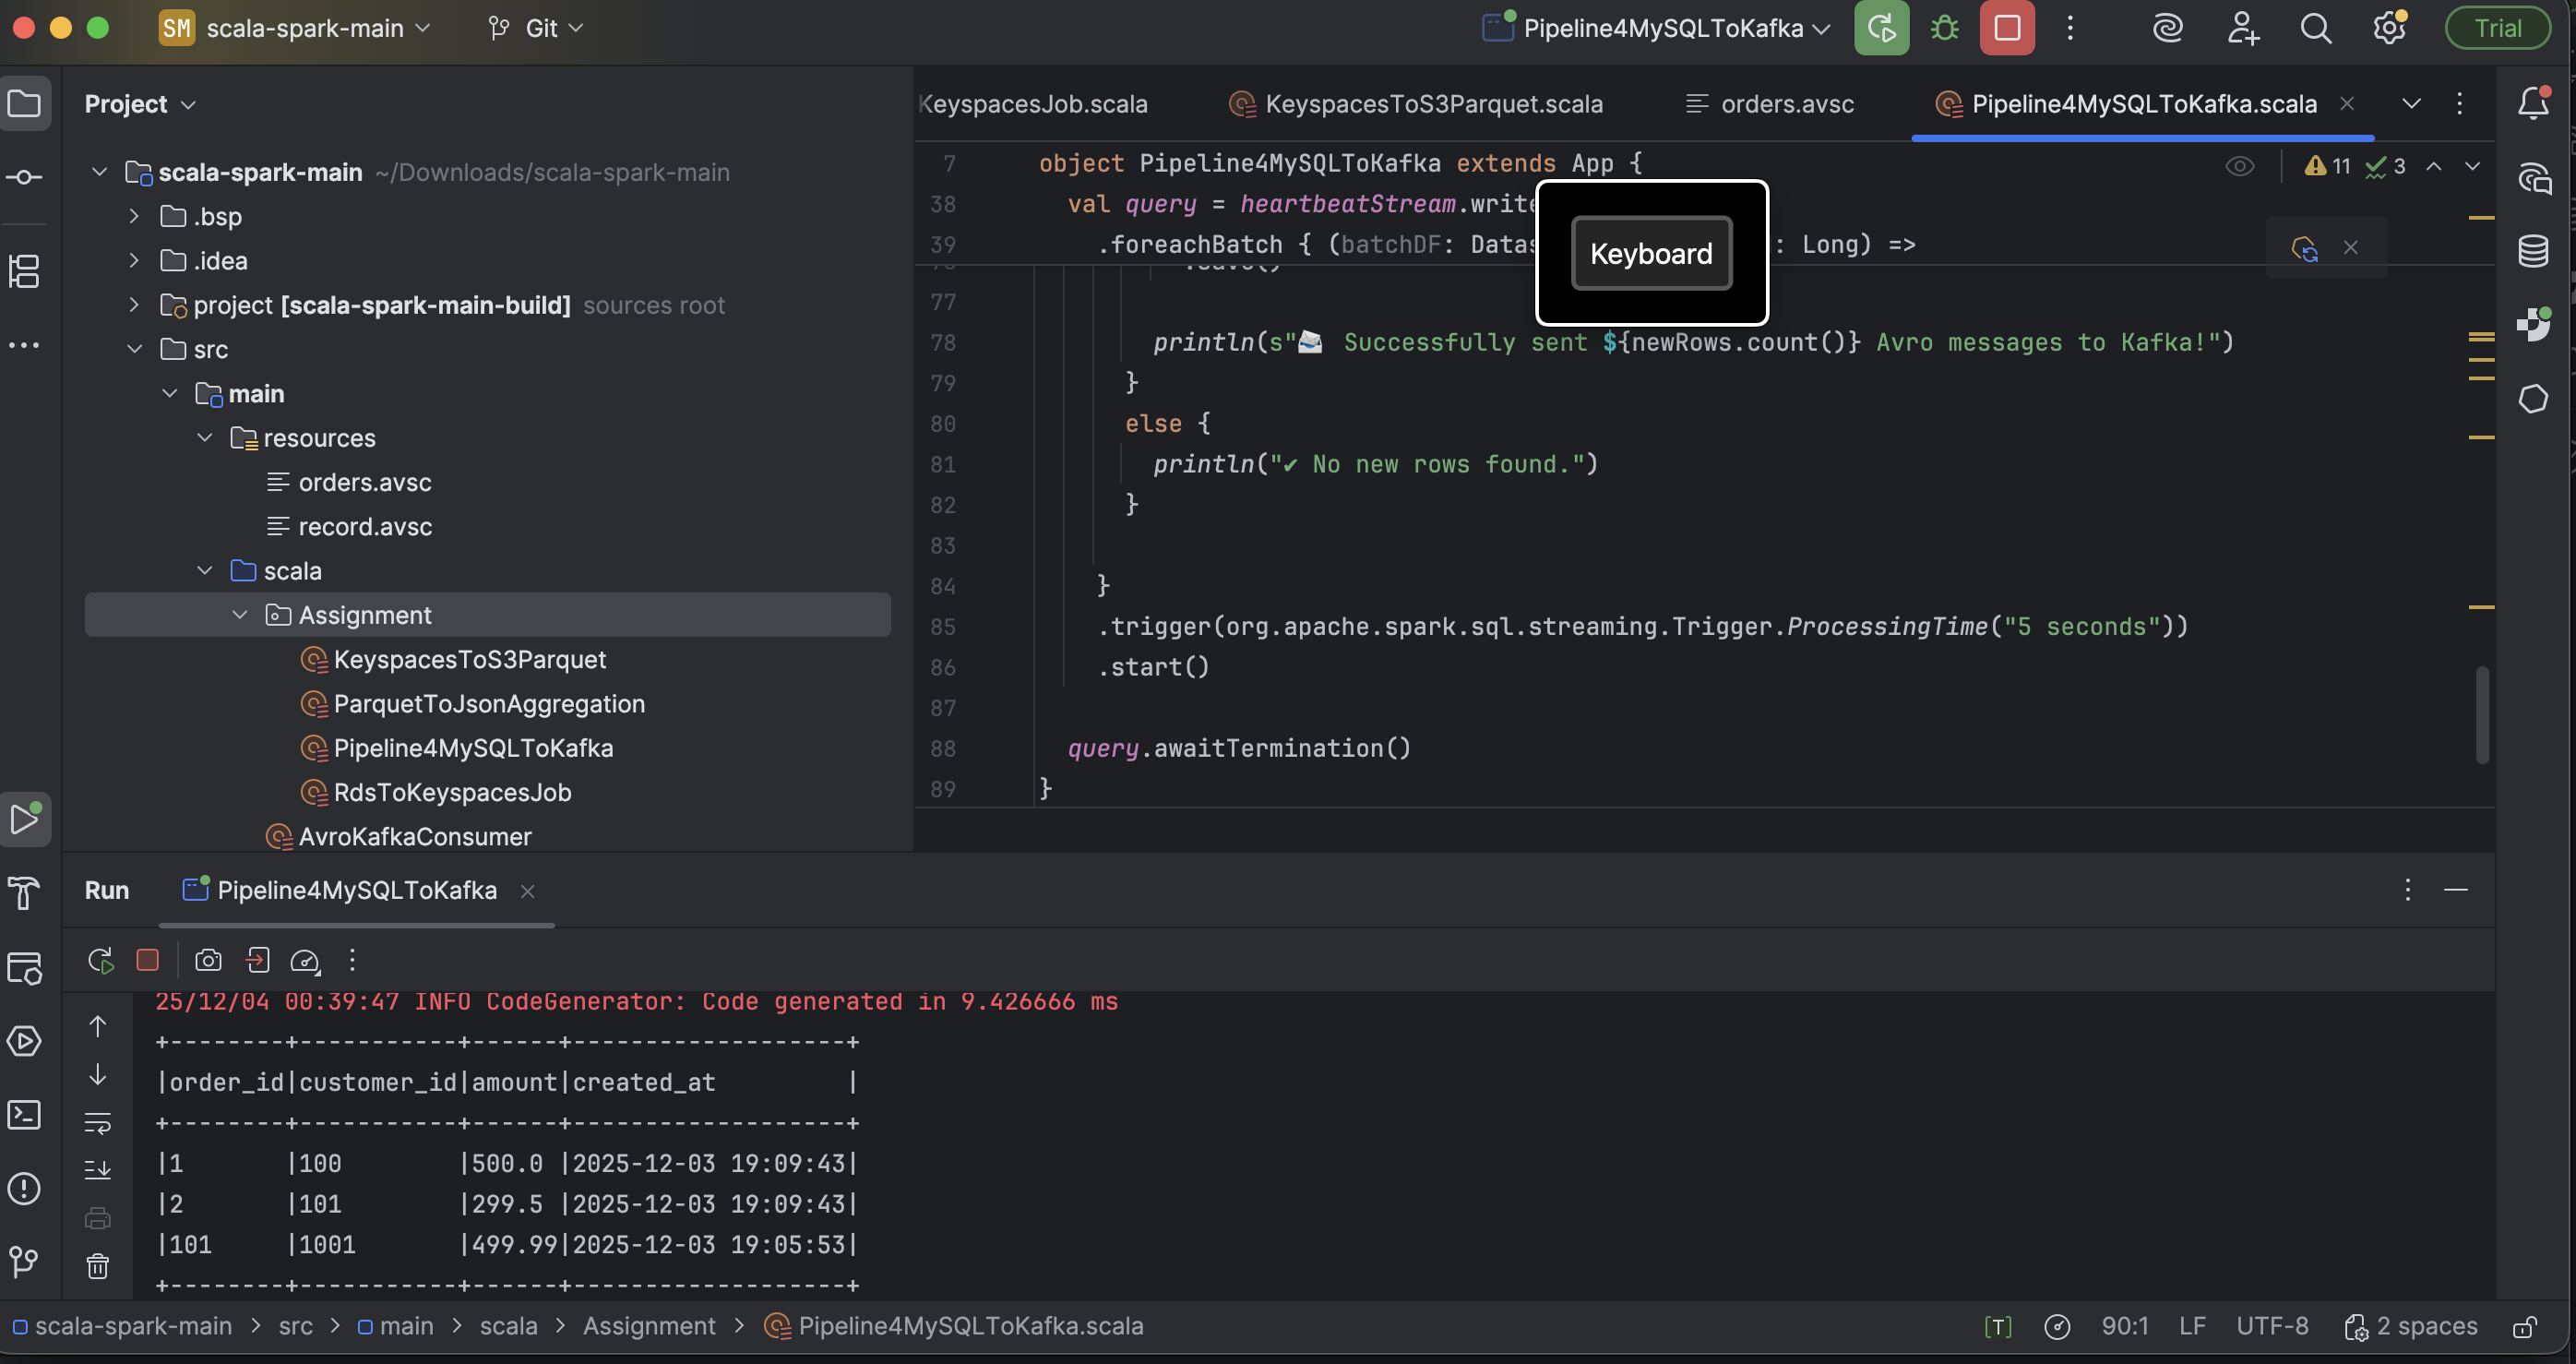 SM scala-spark-main Git Pipeline4MySQLToKafka Trial
Project
scala-spark-main ~/Downloads/scala-spark-main
.bsp
.idea
project [scala-spark-main-build] sources root
src
main
resources
orders.avsc
record.avsc
scala
Assignment
KeyspacesToS3Parquet
ParquetToJsonAggregation
Pipeline4MySQLToKafka
RdsToKeyspacesJob
AvroKafkaConsumer
KeyspacesJob.scala KeyspacesToS3Parquet.scala orders.avsc Pipeline4MySQLToKafka.scala
11 3
7 object Pipeline4MySQLToKafka extends App {
38 val query = heartbeatStream.write
39 .foreachBatch { (batchDF: Datas : Long) =>
Keyboard
77
78 println(s"📨 Successfully sent ${newRows.count()} Avro messages to Kafka!")
79 }
80 else {
81 println("✔ No new rows found.")
82 }
83
84 }
85 .trigger(org.apache.spark.sql.streaming.Trigger.ProcessingTime("5 seconds"))
86 .start()
87
88 query.awaitTermination()
89 }
Run Pipeline4MySQLToKafka
25/12/04 00:39:47 INFO CodeGenerator: Code generated in 9.426666 ms
+--------+-----------+------+-------------------+
|order_id|customer_id|amount|created_at         |
+--------+-----------+------+-------------------+
|1       |100        |500.0 |2025-12-03 19:09:43|
|2       |101        |299.5 |2025-12-03 19:09:43|
|101     |1001       |499.99|2025-12-03 19:05:53|
+--------+-----------+------+-------------------+
scala-spark-main > src > main > scala > Assignment > Pipeline4MySQLToKafka.scala [T] 90:1 LF UTF-8 2 spaces